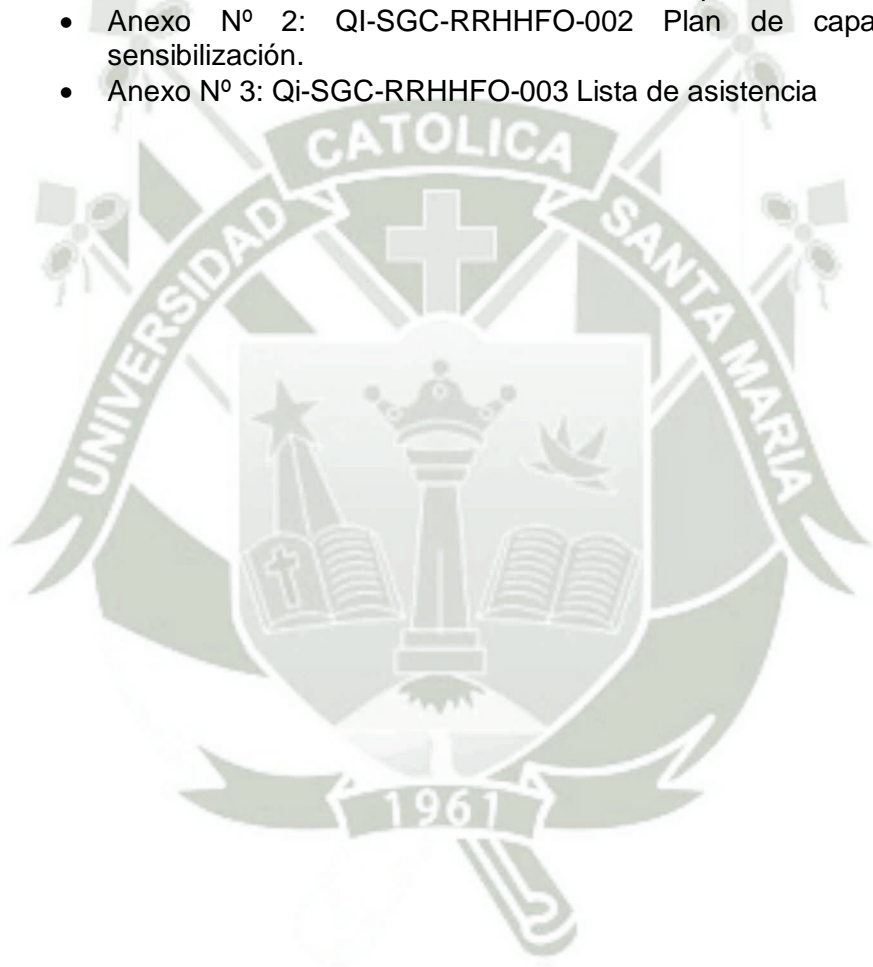 • Anexo Nº 2: QI-SGC-RRHHFO-002 Plan de capa
sensibilización.
• Anexo Nº 3: Qi-SGC-RRHHFO-003 Lista de asistencia
UNIVERSIDAD CATOLICA SANTA MARIA
1961